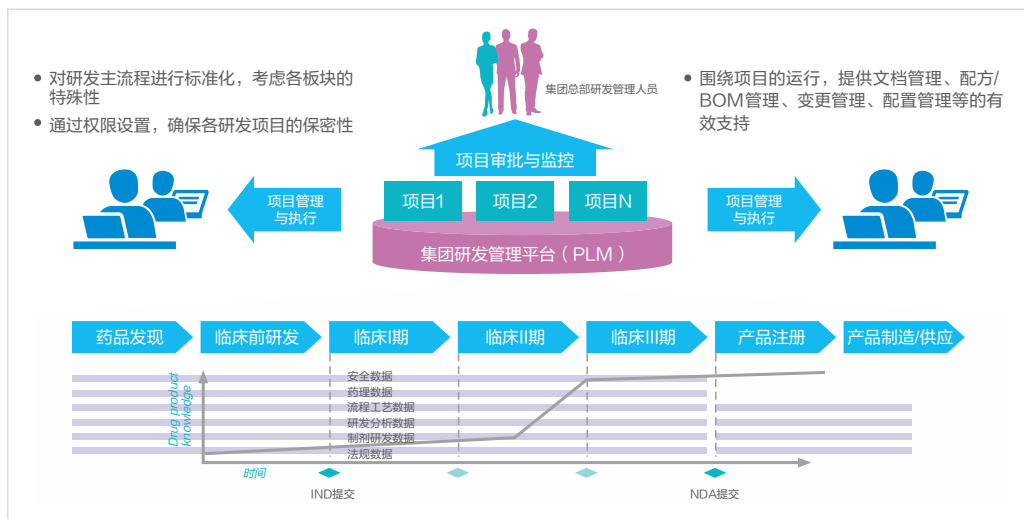 集团总部研发管理人员
● 对研发主流程进行标准化，考虑各板块的
特殊性
● 通过权限设置，确保各研发项目的保密性
● 围绕项目的运行，提供文档管理、配方/
BOM管理、变更管理、配置管理等的有
效支持
项目审批与监控
项目管理
与执行
项目1
项目2
项目N
项目管理
与执行
集团研发管理平台（PLM）
药品发现
临床前研发
临床I期
临床II期
临床III期
产品注册
产品制造/供应
Drug product
knowledge
安全数据
药理数据
流程工艺数据
研发分析数据
制剂研发数据
法规数据
时间
IND提交
NDA提交